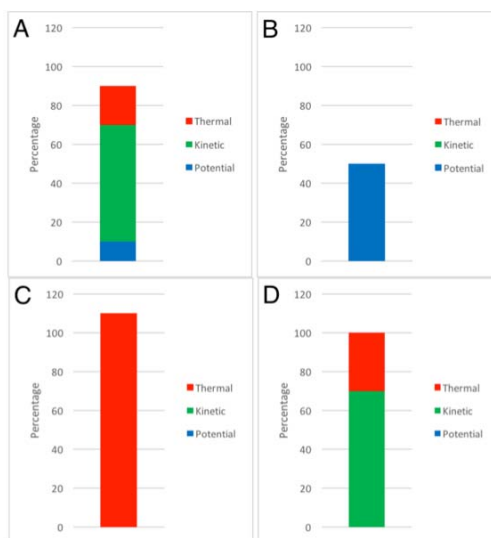 A
120
100
80
60
40
20
0
Percentage
Thermal
Kinetic
Potential
B
120
100
80
60
40
20
0
Percentage
Thermal
Kinetic
Potential
C
120
100
80
60
40
20
0
Percentage
Thermal
Kinetic
Potential
D
120
100
80
60
40
20
0
Percentage
Thermal
Kinetic
Potential